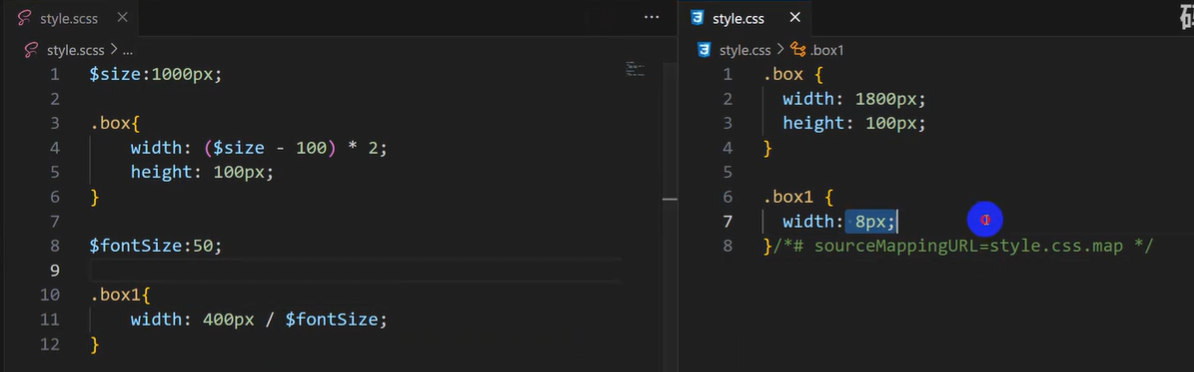 style.scss
style.scss > ...
1 $size:1000px;
2
3 .box{
4 width: ($size - 100) * 2;
5 height: 100px;
6 }
7
8 $fontSize:50;
9
10 .box1{
11 width: 400px / $fontSize;
12 }
style.css
style.css > .box1
1 .box {
2 width: 1800px;
3 height: 100px;
4 }
5
6 .box1 {
7 width: 8px;
8 }/*# sourceMappingURL=style.css.map */